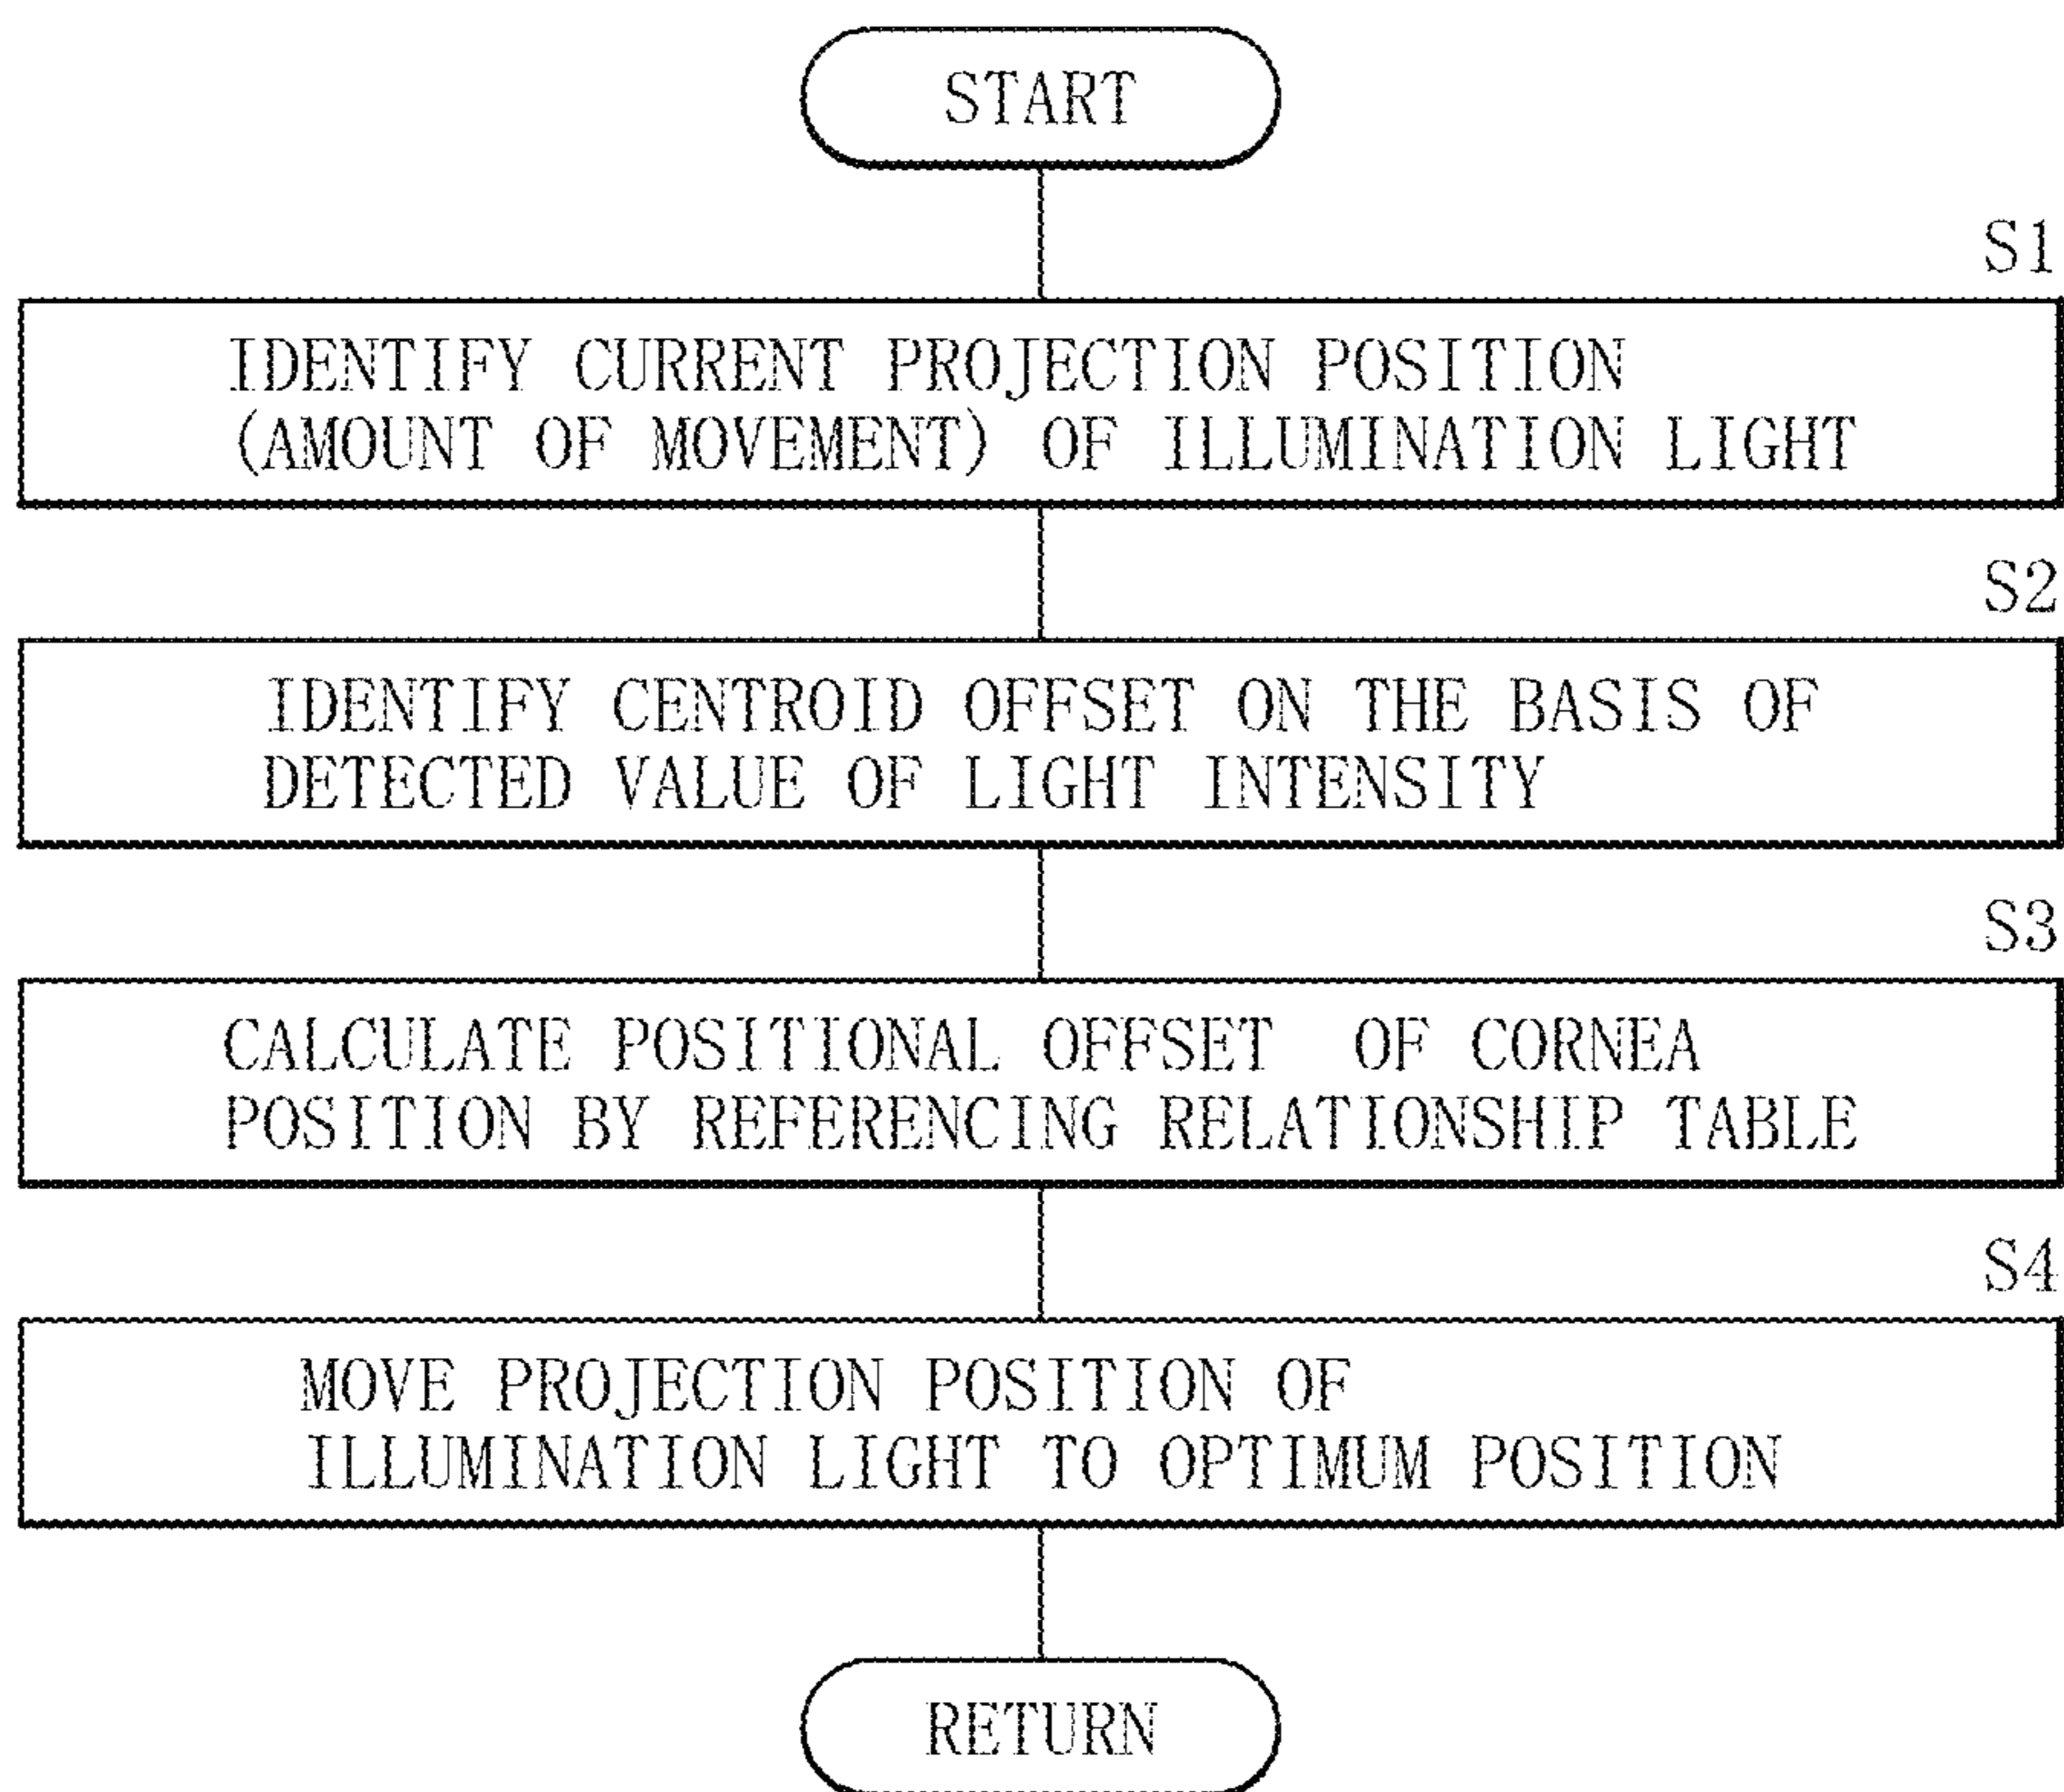 START
S1
IDENTIFY CURRENT PROJECTION POSITION
(AMOUNT OF MOVEMENT) OF ILLUMINATION LIGHT
S2
IDENTIFY CENTROID OFFSET ON THE BASIS OF
DETECTED VALUE OF LIGHT INTENSITY
S3
CALCULATE POSITIONAL OFFSET OF CORNEA
POSITION BY REFERENCING RELATIONSHIP TABLE
S4
MOVE PROJECTION POSITION OF
ILLUMINATION LIGHT TO OPTIMUM POSITION
RETURN